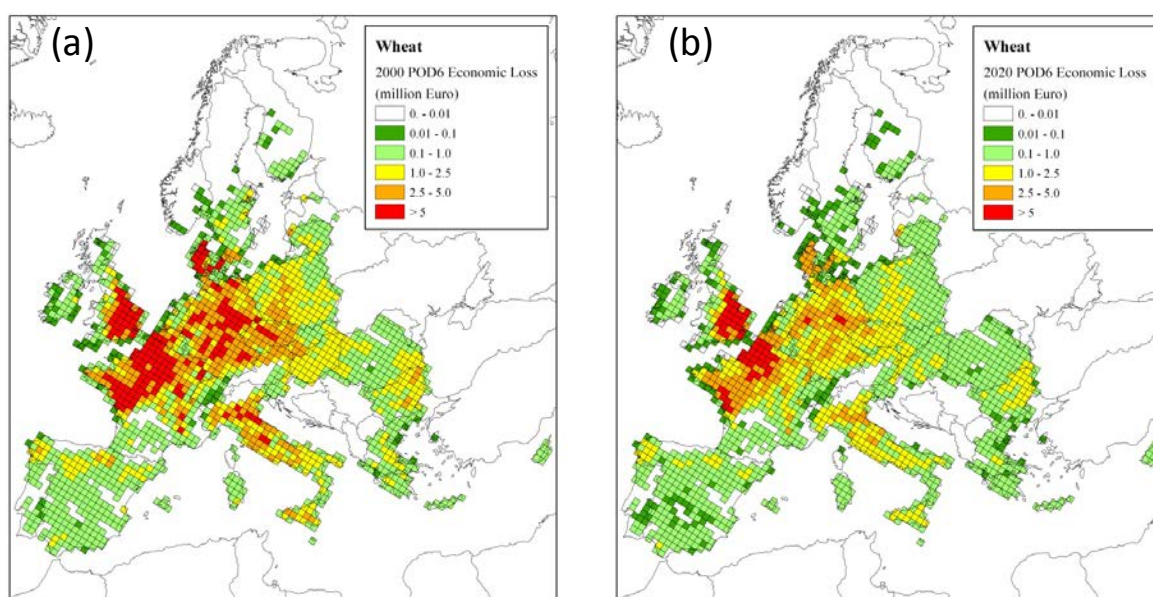 (a)
Wheat
2000 POD6 Economic Loss
(million Euro)
0. - 0.01
0.01 - 0.1
0.1 - 1.0
1.0 - 2.5
2.5 - 5.0
> 5
(b)
Wheat
2020 POD6 Economic Loss
(million Euro)
0. - 0.01
0.01 - 0.1
0.1 - 1.0
1.0 - 2.5
2.5 - 5.0
> 5